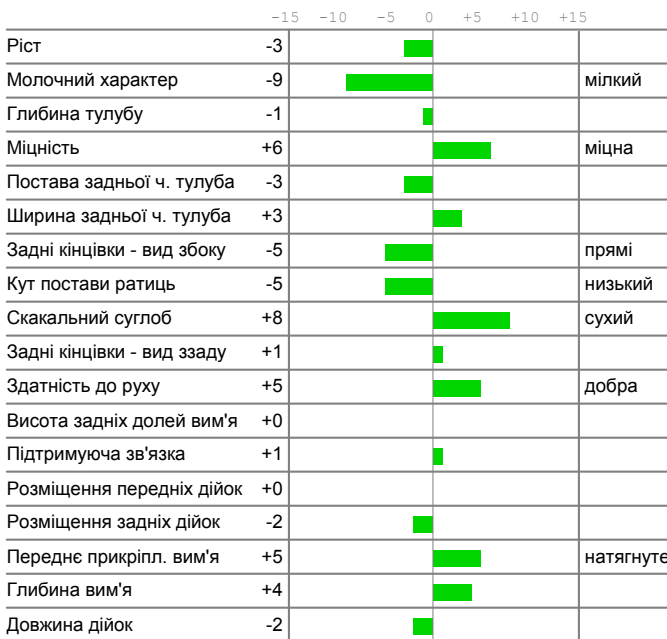 -15 -10 -5 0 +5 +10 +15
Ріст -3
Молочний характер -9 мілкий
Глибина тулубу -1
Міцність +6 міцна
Постава задньої ч. тулуба -3
Ширина задньої ч. тулуба +3
Задні кінцівки - вид збоку -5 прямі
Кут постави ратиць -5 низький
Скакальний суглоб +8 сухий
Задні кінцівки - вид ззаду +1
Здатність до руху +5 добра
Висота задніх долей вим'я +0
Підтримуюча зв'язка +1
Розміщення передніх дійок +0
Розміщення задніх дійок -2
Переднє прикріпл. вим'я +5 натягнуте
Глибина вим'я +4
Довжина дійок -2